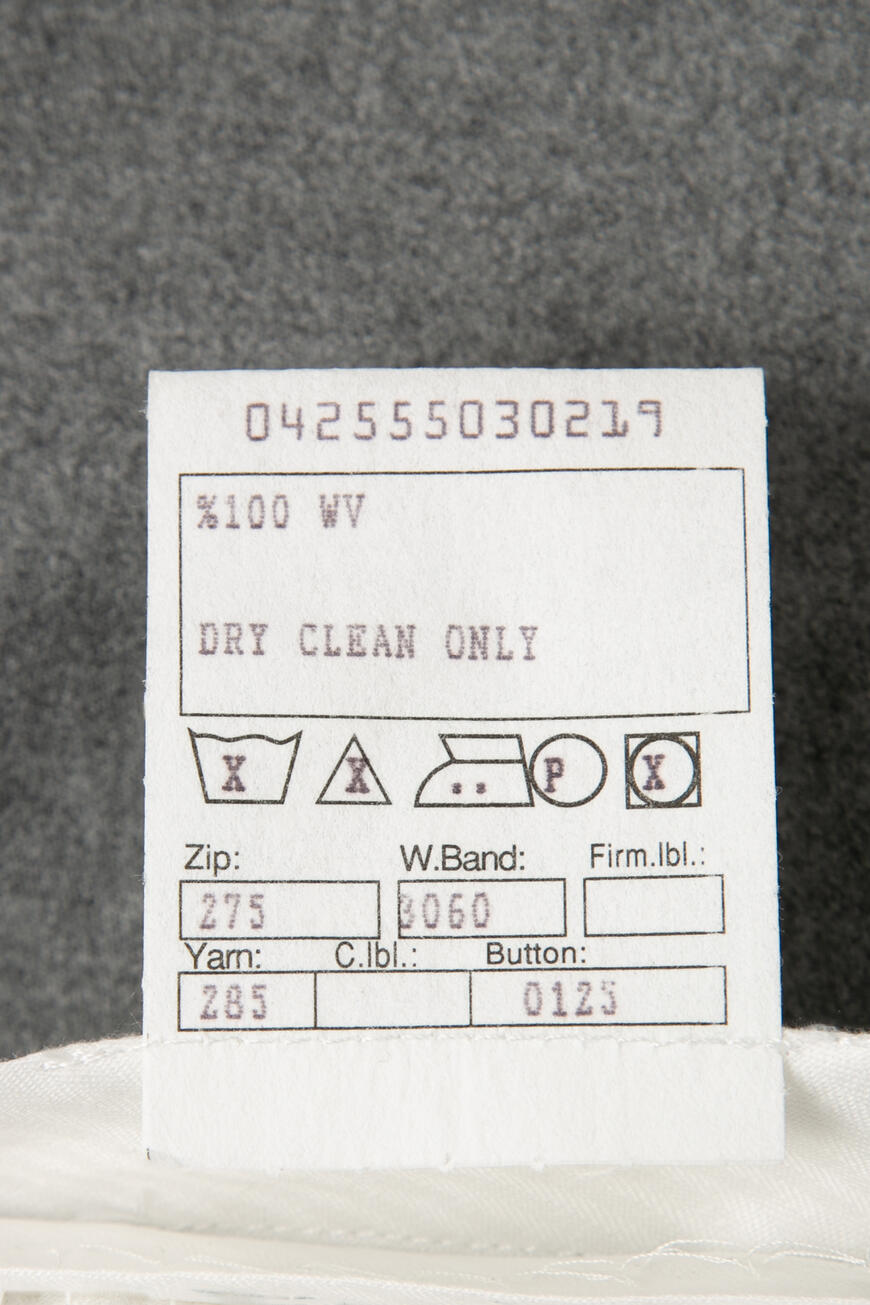 042555030219
%100 WV
DRY CLEAN ONLY
X X .. P X
Zip: W.Band: Firm.lbl.:
275 3060
Yarn: C.lbl.: Button:
285 0125